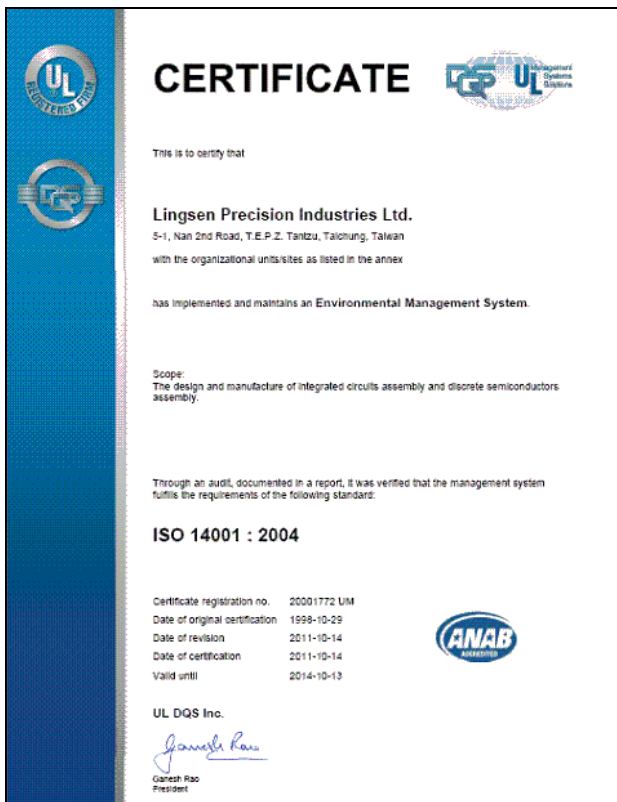 UL
REGISTERED FIRM
DQS
CERTIFICATE
DQS UL Management Systems Solutions
This is to certify that
Lingsen Precision Industries Ltd.
5-1, Nan 2nd Road, T.E.P.Z. Tantzu, Taichung, Taiwan
with the organizational units/sites as listed in the annex
has implemented and maintains an Environmental Management System.
Scope:
The design and manufacture of integrated circuits assembly and discrete semiconductors
assembly.
Through an audit, documented in a report, it was verified that the management system
fulfills the requirements of the following standard:
ISO 14001 : 2004
Certificate registration no. 20001772 UM
Date of original certification 1998-10-29
Date of revision 2011-10-14
Date of certification 2011-10-14
Valid until 2014-10-13
ANAB
ACCREDITED
UL DQS Inc.
Ganesh Rao
Ganesh Rao
President